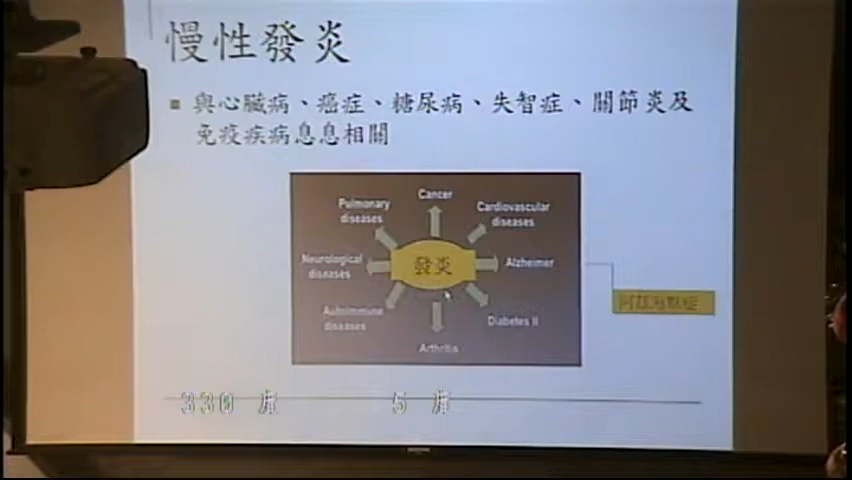 慢性發炎
與心臟病、癌症、糖尿病、失智症、關節炎及
免疫疾病息息相關
Cancer
Pulmonary
diseases
Cardiovascular
diseases
Neurological
diseases
發炎
Alzheimer
Autoimmune
diseases
Diabetes II
Arthritis
阿茲海默症
330 度 5 度